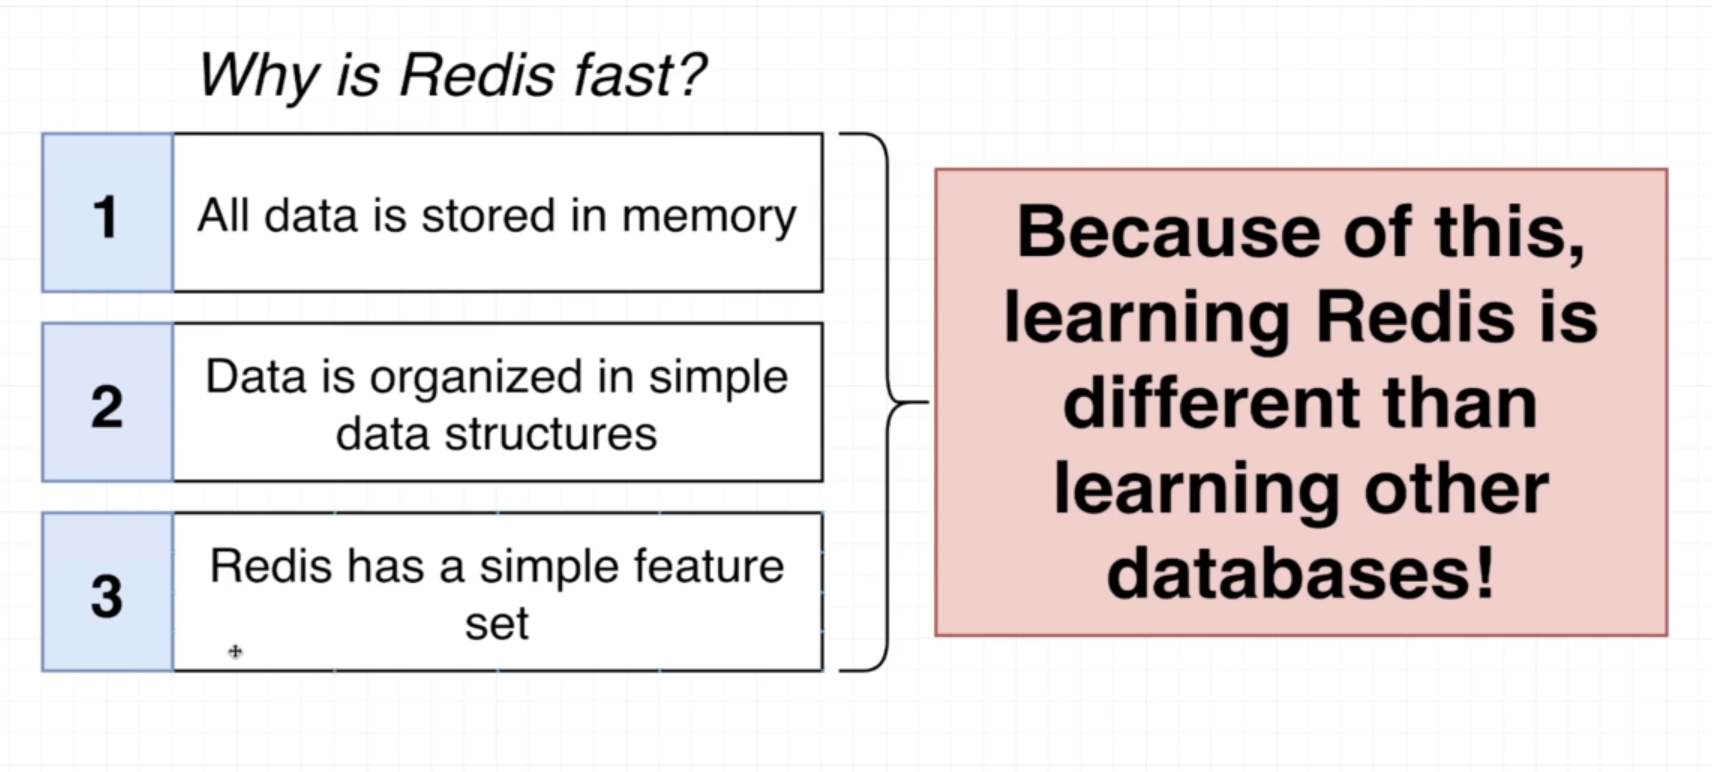 Why is Redis fast?
1
All data is stored in memory
2
Data is organized in simple
data structures
3
Redis has a simple feature
set
Because of this,
learning Redis is
different than
learning other
databases!